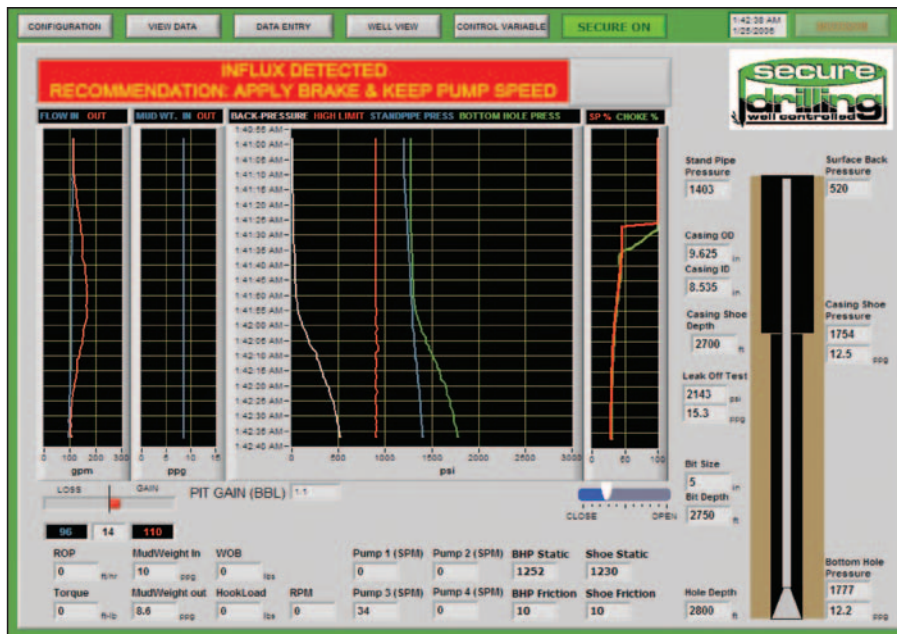 CONFIGURATION VIEW DATA DATA ENTRY WELL VIEW CONTROL VARIABLE SECURE ON 1:42:38 AM
1/25/2006
INFLUX DETECTED
RECOMMENDATION: APPLY BRAKE & KEEP PUMP SPEED
secure
drilling
well controlled
FLOW IN OUT MUD WT. IN OUT BACK-PRESSURE HIGH LIMIT STANDPIPE PRESS BOTTOM HOLE PRESS SP % CHOKE %
1:40:55 AM
1:41:00 AM
1:41:05 AM
1:41:10 AM
1:41:15 AM
1:41:20 AM
1:41:25 AM
1:41:30 AM
1:41:35 AM
1:41:40 AM
1:41:45 AM
1:41:50 AM
1:41:55 AM
1:42:00 AM
1:42:05 AM
1:42:10 AM
1:42:15 AM
1:42:20 AM
1:42:25 AM
1:42:30 AM
1:42:35 AM
1:42:40 AM
0 100 200 300 0 5 10 15 0 500 1000 1500 2000 2500 3000 0 50 100
gpm ppg psi
Stand Pipe
Pressure
1403
Surface Back
Pressure
520
Casing OD
9.625 in
Casing ID
8.535 in
Casing Shoe
Depth
2700 ft
Casing Shoe
Pressure
1754
12.5 ppg
Leak Off Test
2143 psi
15.3 ppg
Bit Size
5 in
Bit Depth
2750 ft
Hole Depth
2800 ft
Bottom Hole
Pressure
1777
12.2 ppg
LOSS GAIN PIT GAIN (BBL) 1.1
CLOSE OPEN
96 14 110
ROP MudWeight In WOB Pump 1 (SPM) Pump 2 (SPM) BHP Static Shoe Static
0 ft/hr 10 ppg 0 lbs 0 0 1252 1230
Torque MudWeight out HookLoad RPM Pump 3 (SPM) Pump 4 (SPM) BHP Friction Shoe Friction
0 ft-lb 8.6 ppg 0 lbs 0 34 0 10 10